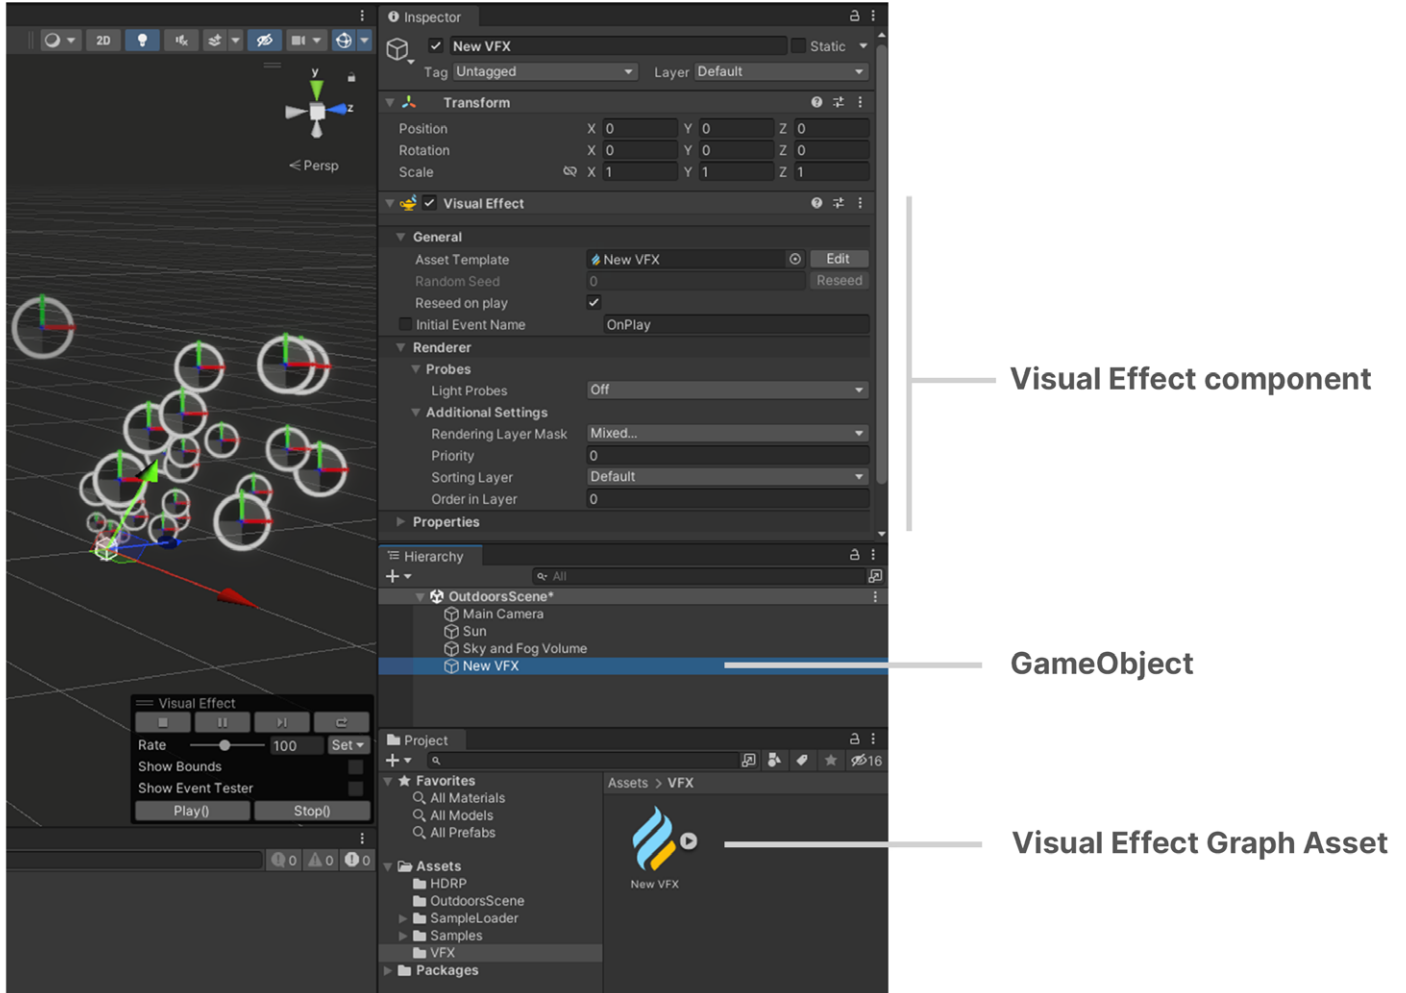 Inspector
2D
New VFX
Static
Tag Untagged Layer Default
y
z
Persp
Transform
Position X 0 Y 0 Z 0
Rotation X 0 Y 0 Z 0
Scale X 1 Y 1 Z 1
Visual Effect
General
Asset Template New VFX Edit
Random Seed 0 Reseed
Reseed on play
Initial Event Name OnPlay
Renderer
Probes
Light Probes Off
Additional Settings
Rendering Layer Mask Mixed...
Priority 0
Sorting Layer Default
Order in Layer 0
Properties
Visual Effect component
Hierarchy
All
OutdoorsScene*
Main Camera
Sun
Sky and Fog Volume
New VFX
GameObject
Visual Effect
Rate 100 Set
Show Bounds
Show Event Tester
Play() Stop()
0 0 0
Project
16
Favorites
All Materials
All Models
All Prefabs
Assets
HDRP
OutdoorsScene
SampleLoader
Samples
VFX
Packages
Assets > VFX
New VFX
Visual Effect Graph Asset